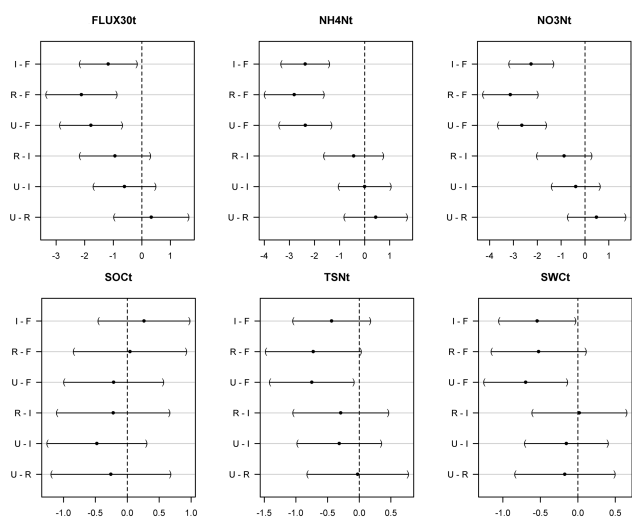 FLUX30t
I - F
R - F
U - F
R - I
U - I
U - R
-3 -2 -1 0 1
NH4Nt
I - F
R - F
U - F
R - I
U - I
U - R
-4 -3 -2 -1 0 1
NO3Nt
I - F
R - F
U - F
R - I
U - I
U - R
-4 -3 -2 -1 0 1
SOCt
I - F
R - F
U - F
R - I
U - I
U - R
-1.0 -0.5 0.0 0.5 1.0
TSNt
I - F
R - F
U - F
R - I
U - I
U - R
-1.5 -1.0 -0.5 0.0 0.5
SWCt
I - F
R - F
U - F
R - I
U - I
U - R
-1.0 -0.5 0.0 0.5